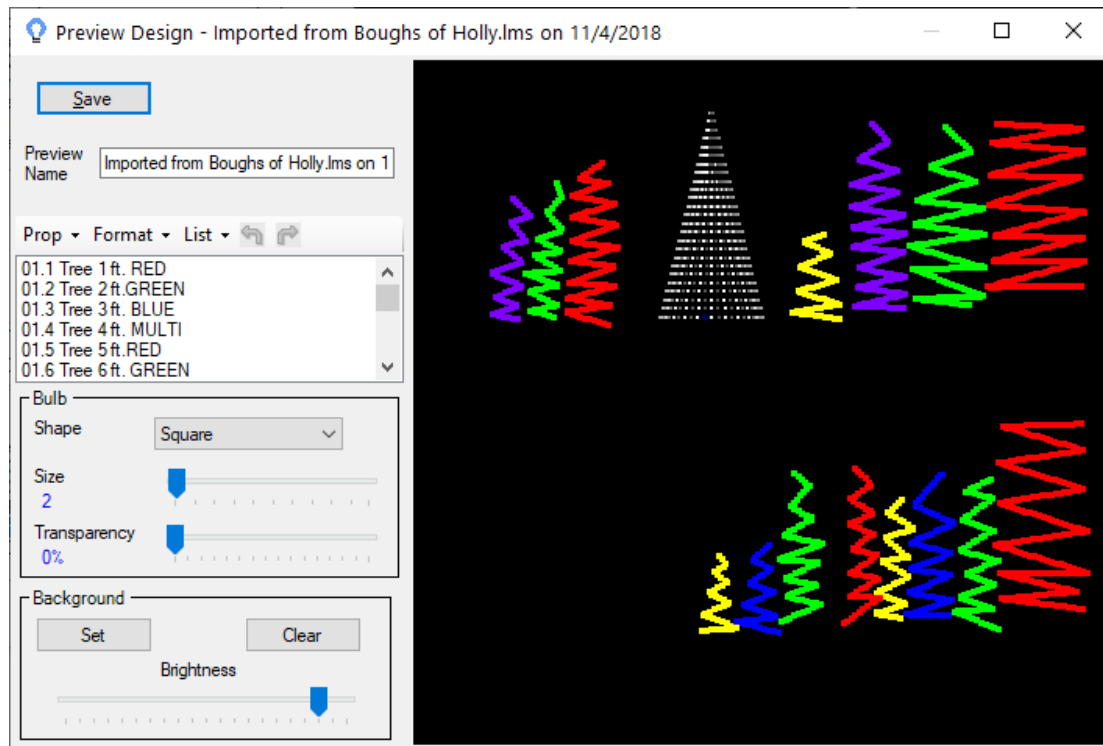 Preview Design - Imported from Boughs of Holly.lms on 11/4/2018
Save
Preview
Name
Imported from Boughs of Holly.lms on 1
Prop Format List
01.1 Tree 1 ft. RED
01.2 Tree 2 ft.GREEN
01.3 Tree 3 ft. BLUE
01.4 Tree 4 ft. MULTI
01.5 Tree 5 ft.RED
01.6 Tree 6 ft. GREEN
Bulb
Shape
Square
Size
2
Transparency
0%
Background
Set Clear
Brightness